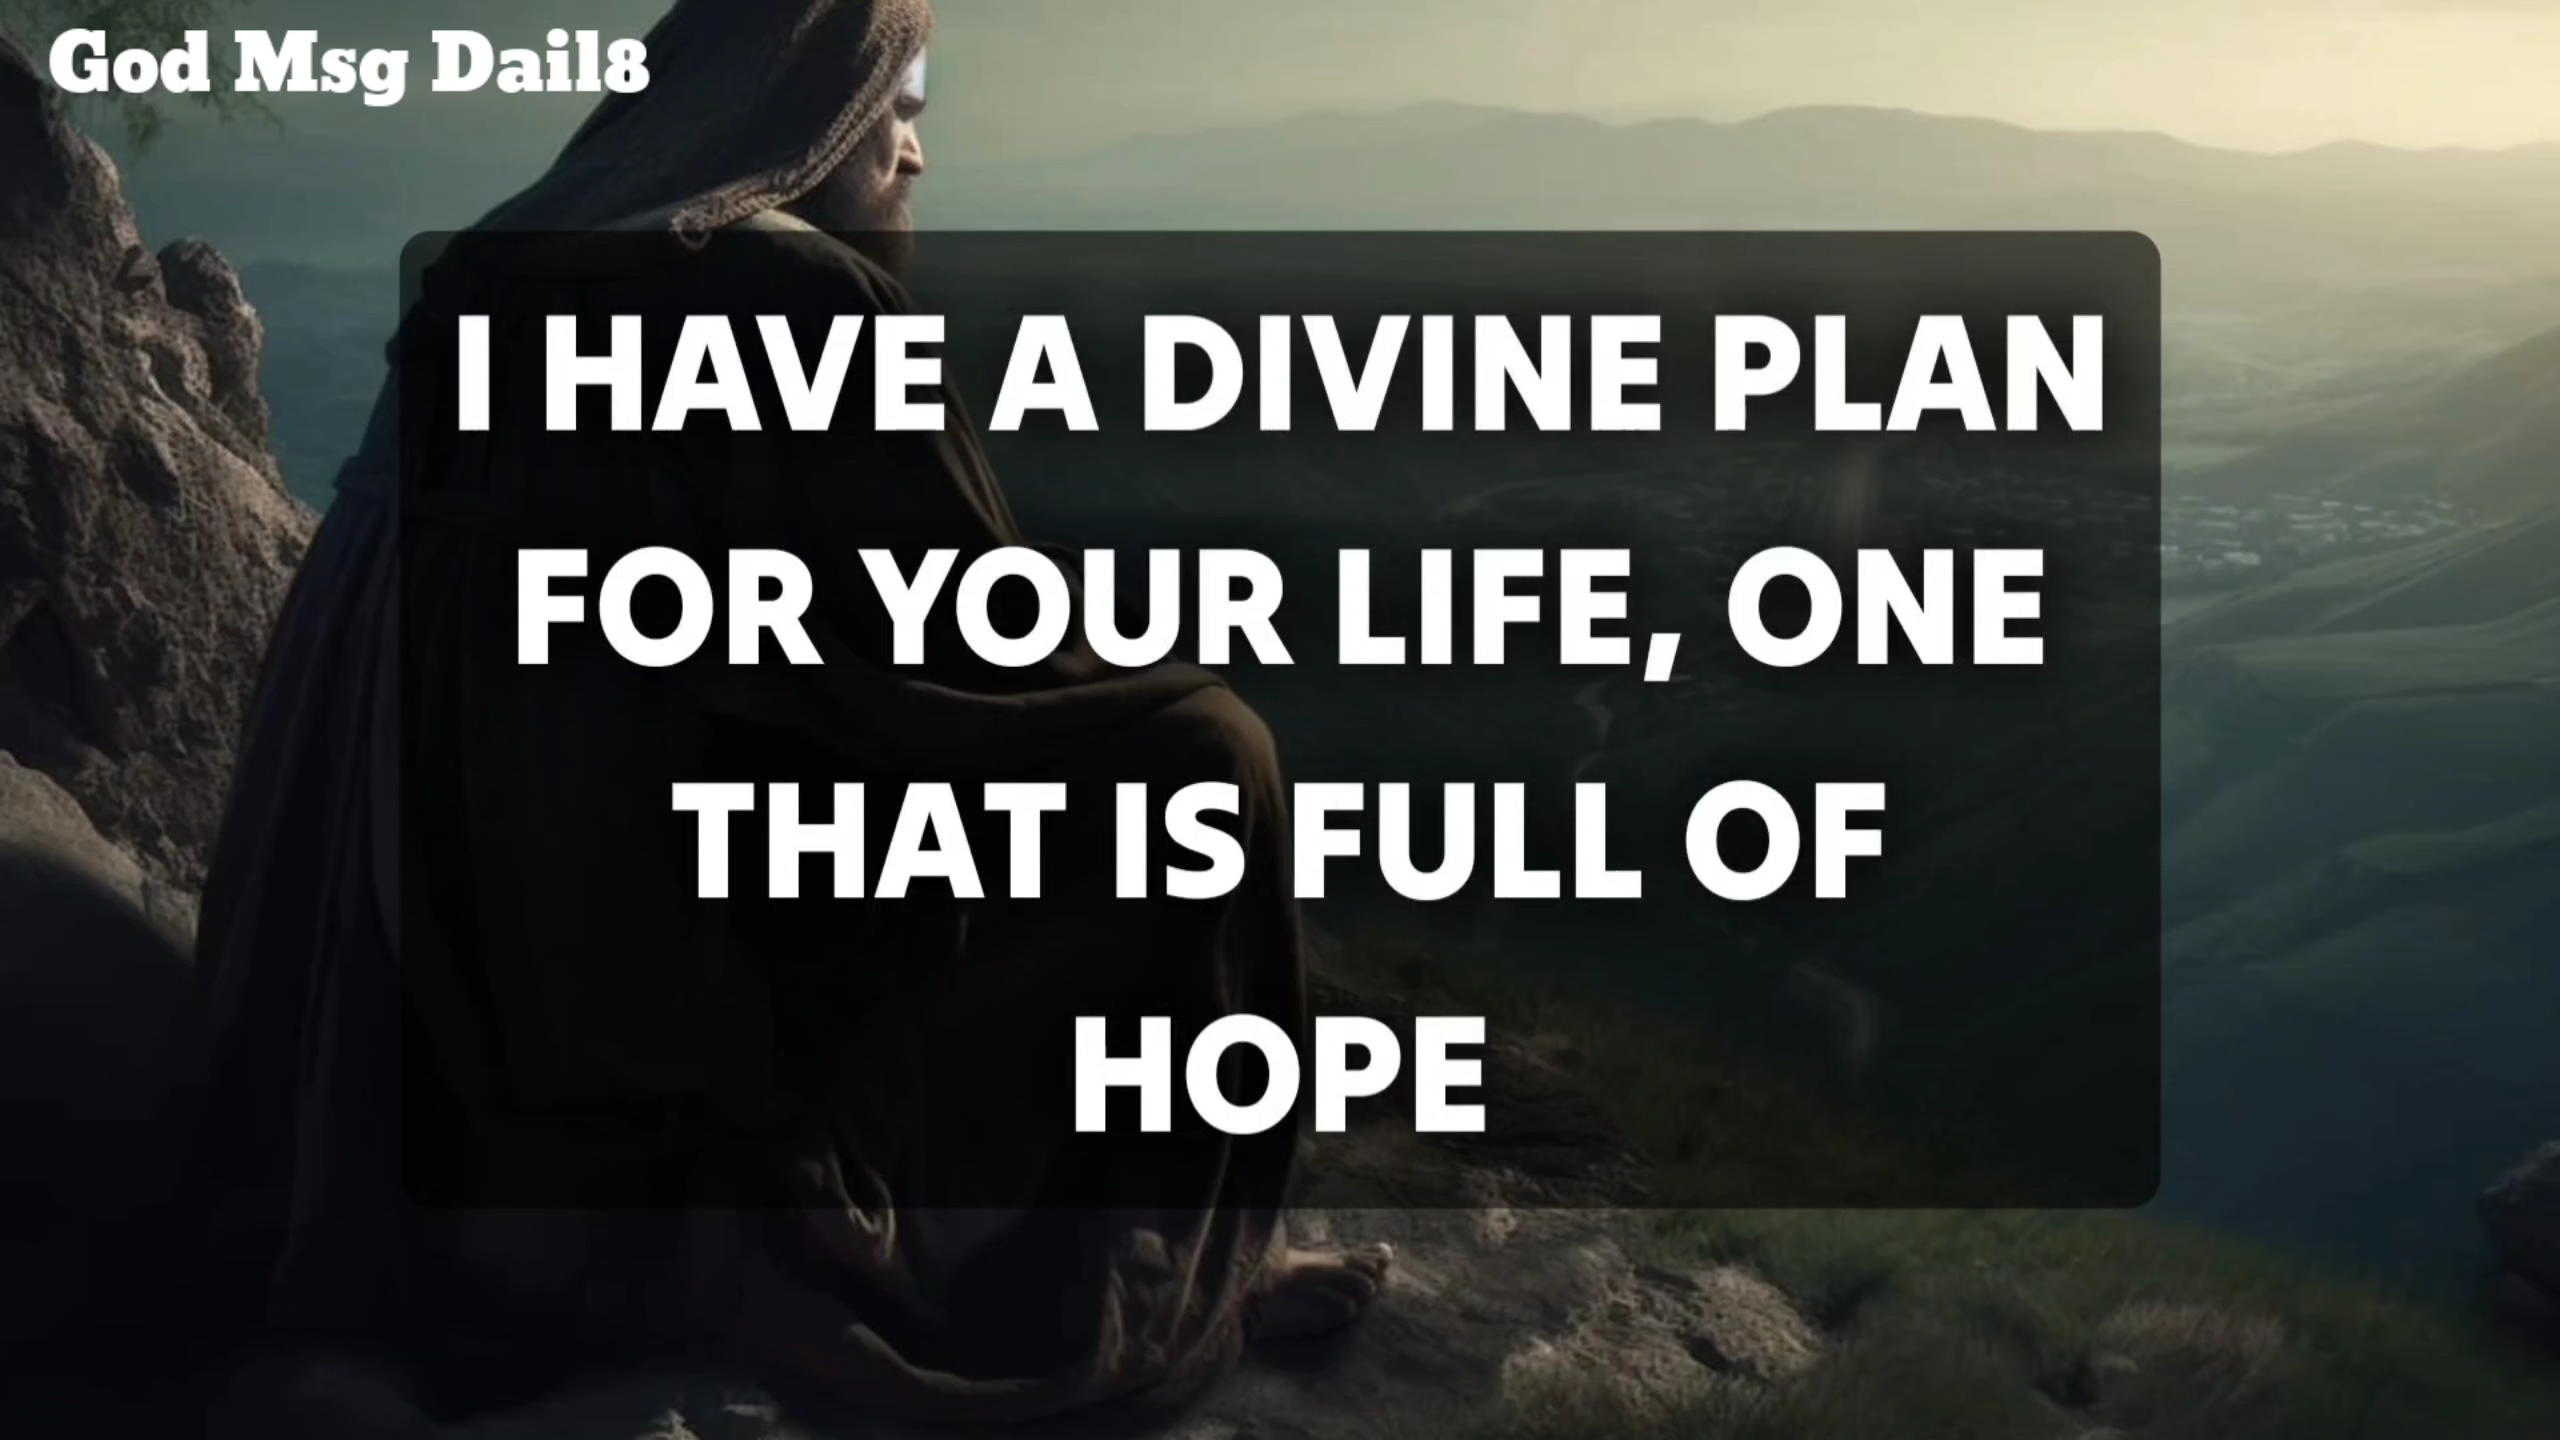 God Msg Dail8
I HAVE A DIVINE PLAN
FOR YOUR LIFE, ONE
THAT IS FULL OF
HOPE